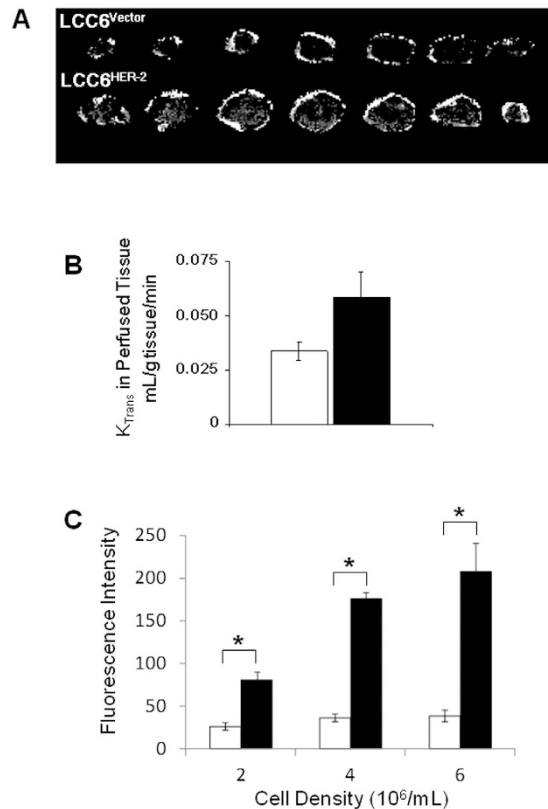 A
LCC6Vector
LCC6HER-2
B
KTrans in Perfused Tissue
mL/gtissue/min
0.075
0.050
0.025
0
C
Fluorescence Intensity
250
200
150
100
50
0
*
*
*
2 4 6
Cell Density (10⁶/mL)